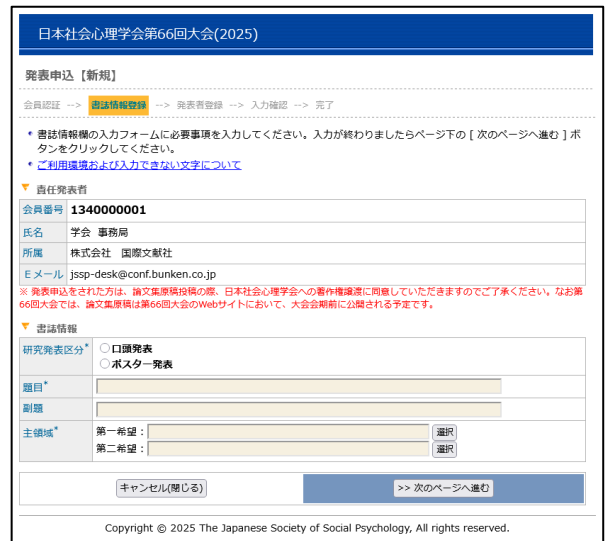 日本社会心理学会第66回大会(2025)
発表申込【新規】
会員認証 --> 書誌情報登録 --> 発表者登録 --> 入力確認 --> 完了
書誌情報欄の入力フォームに必要事項を入力してください。入力が終わりましたらページ下の [ 次のページへ進む ] ボ
タンをクリックしてください。
ご利用環境および入力できない文字について
責任発表者
会員番号 1340000001
氏名 学会 事務局
所属 株式会社 国際文献社
Eメール jssp-desk@conf.bunken.co.jp
※ 発表申込をされた方は、論文集原稿投稿の際、日本社会心理学会への著作権譲渡に同意していただきますのでご了承ください。なお第
66回大会では、論文集原稿は第66回大会のWebサイトにおいて、大会会期前に公開される予定です。
書誌情報
研究発表区分* 口頭発表
ポスター発表
題目*
副題
主領域* 第一希望： 選択
第二希望： 選択
キャンセル(閉じる) >> 次のページへ進む
Copyright © 2025 The Japanese Society of Social Psychology, All rights reserved.